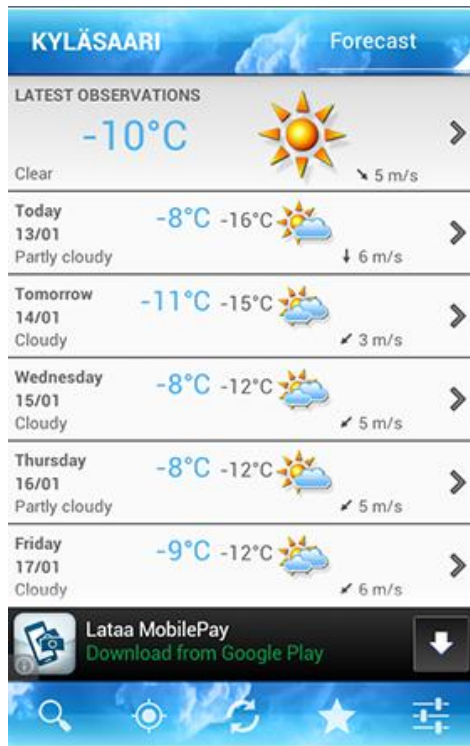 KYLÄSAARI Forecast
LATEST OBSERVATIONS
-10°C
Clear 5 m/s
Today
-8°C -16°C
13/01
Partly cloudy 6 m/s
Tomorrow
-11°C -15°C
14/01
Cloudy 3 m/s
Wednesday
-8°C -12°C
15/01
Cloudy 5 m/s
Thursday
-8°C -12°C
16/01
Partly cloudy 5 m/s
Friday
-9°C -12°C
17/01
Cloudy 6 m/s
Lataa MobilePay
Download from Google Play